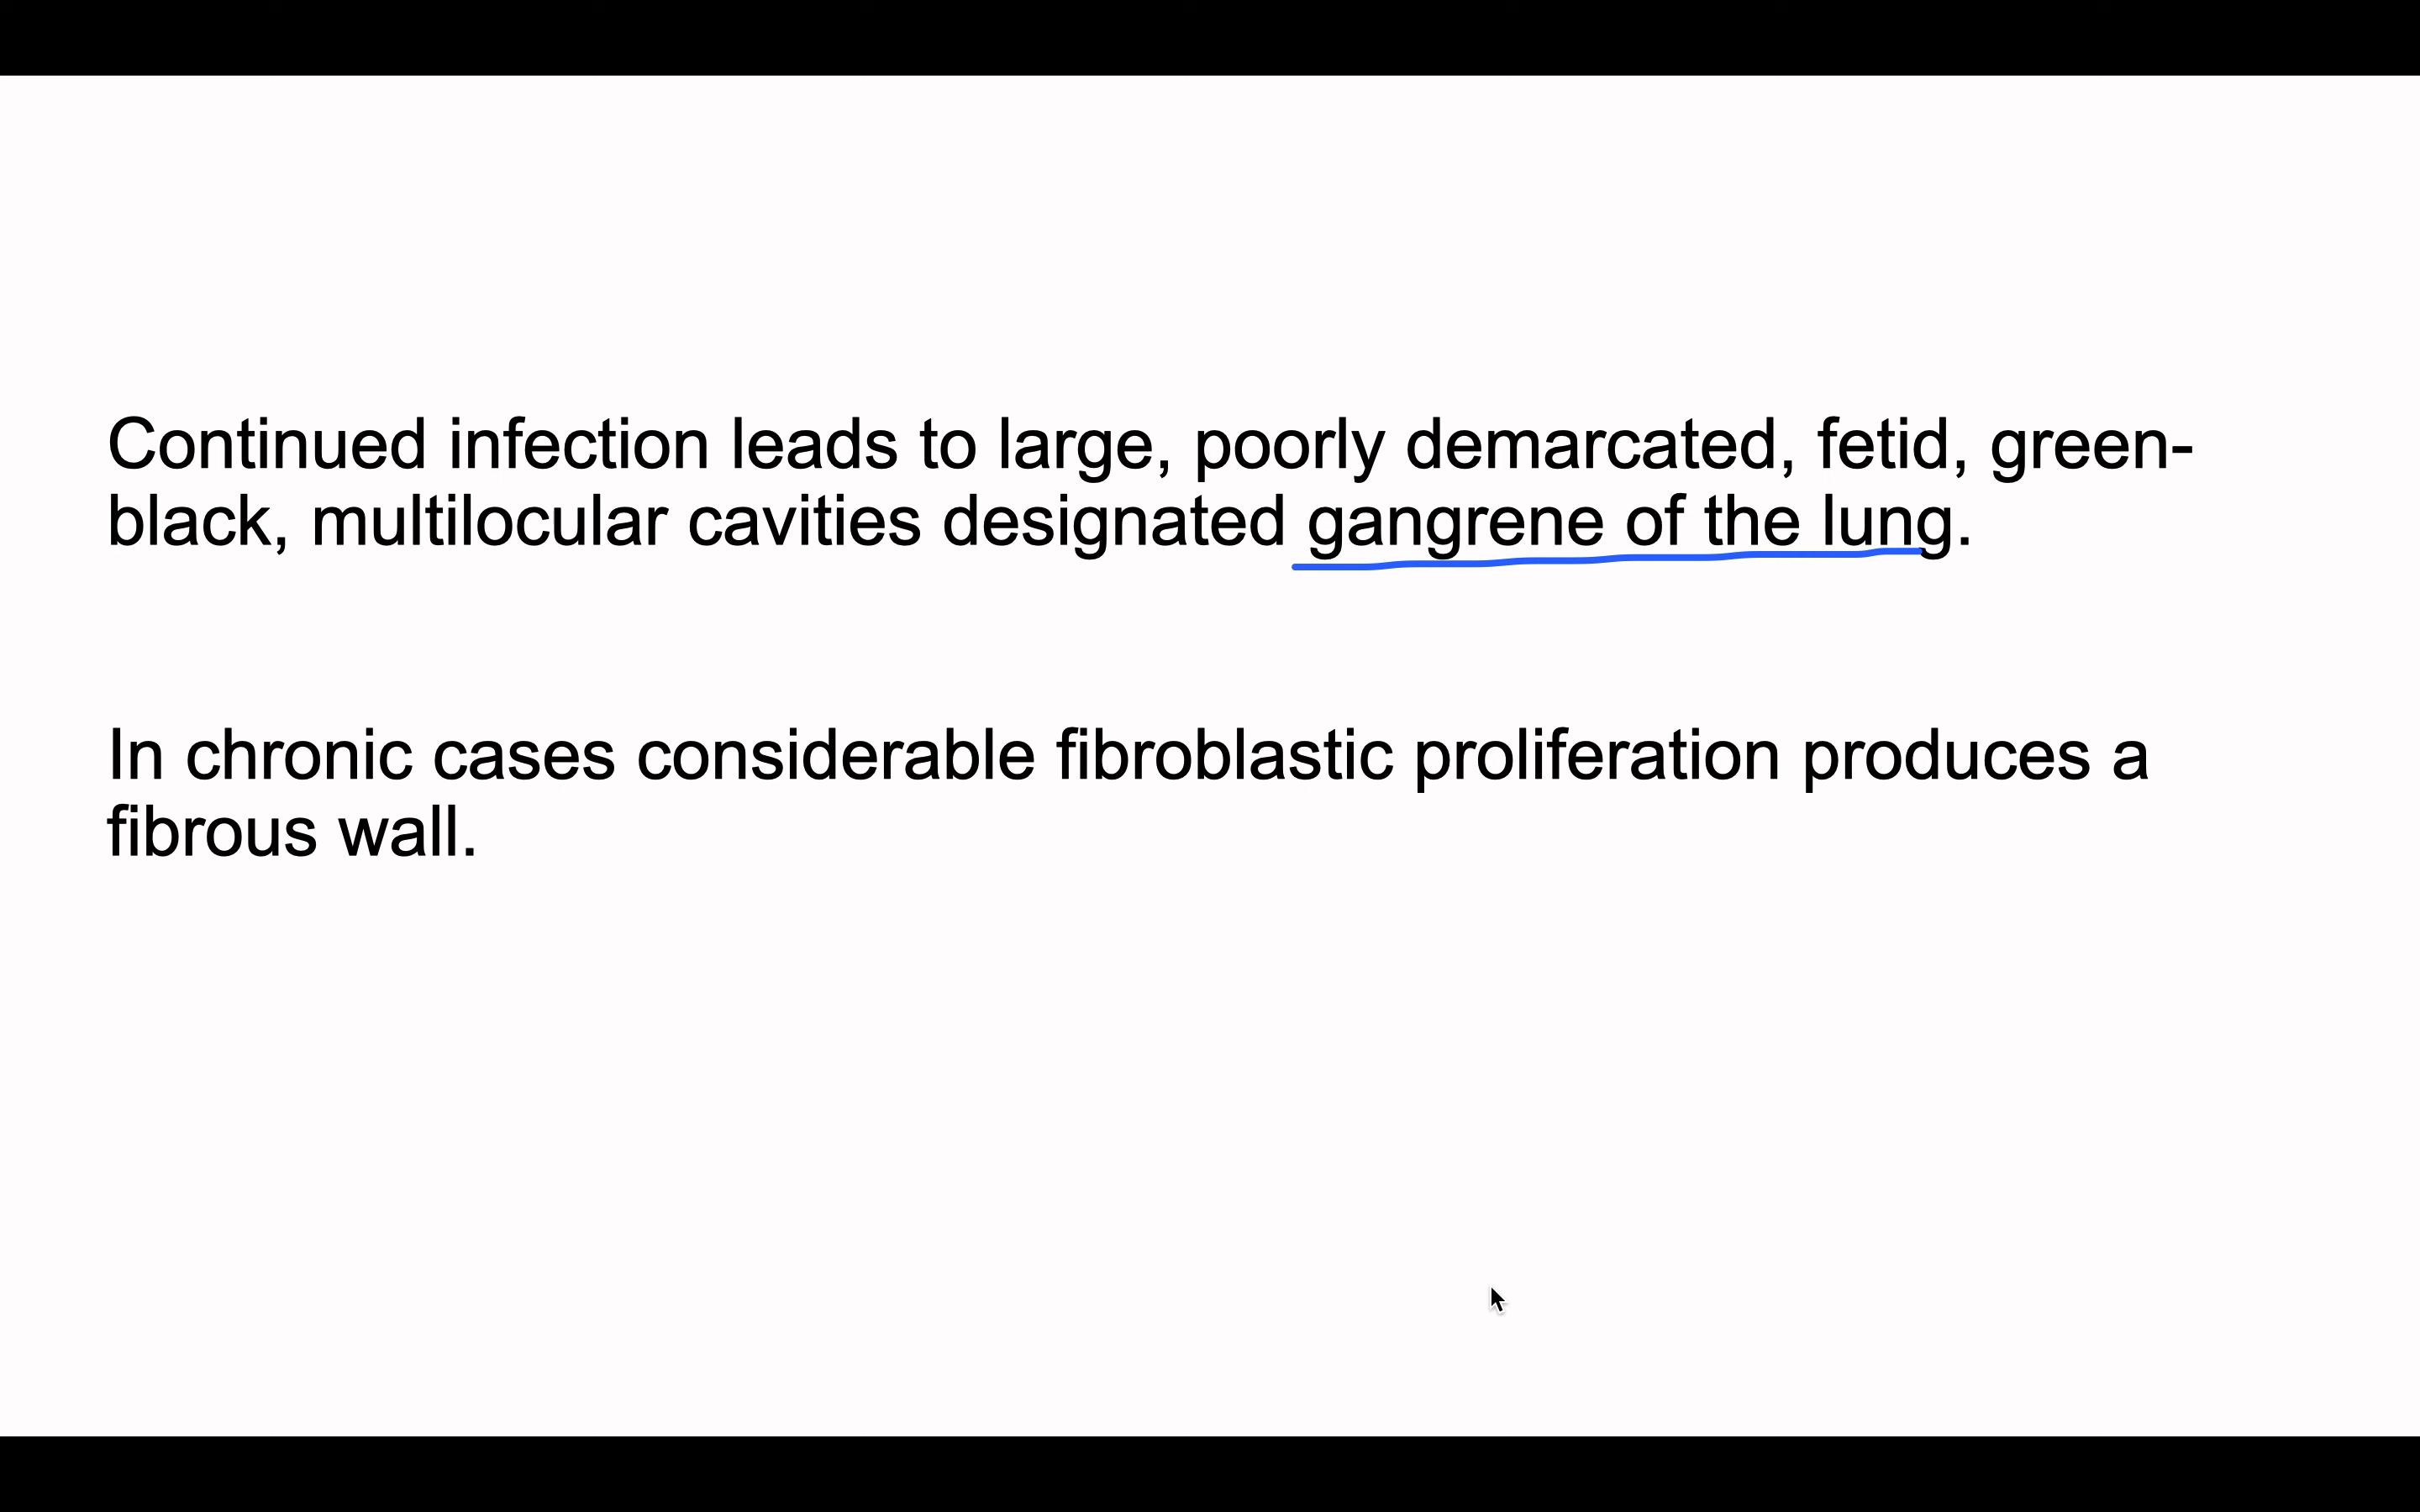 Continued infection leads to large, poorly demarcated, fetid, green-
black, multilocular cavities designated gangrene of the lung.
In chronic cases considerable fibroblastic proliferation produces a
fibrous wall.